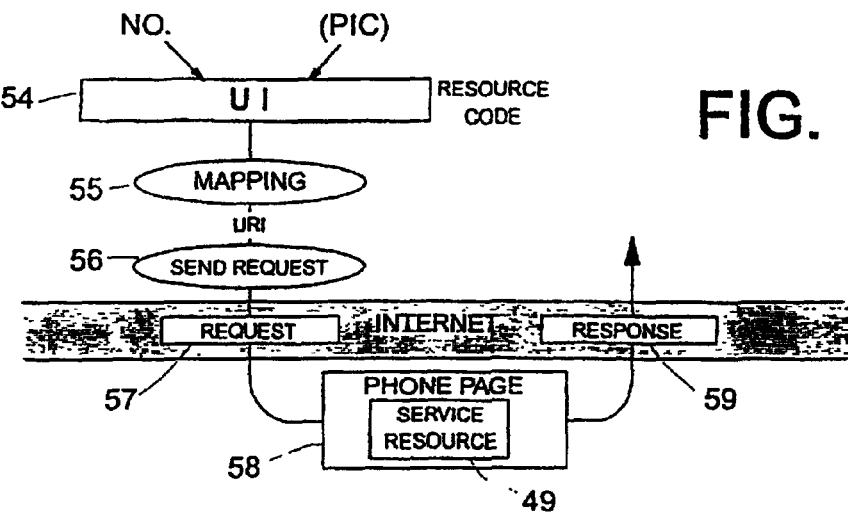 NO. (PIC)
54 UI RESOURCE CODE
FIG.
55 MAPPING
URI
56 SEND REQUEST
REQUEST INTERNET RESPONSE
57 59
PHONE PAGE
SERVICE
RESOURCE
58
49